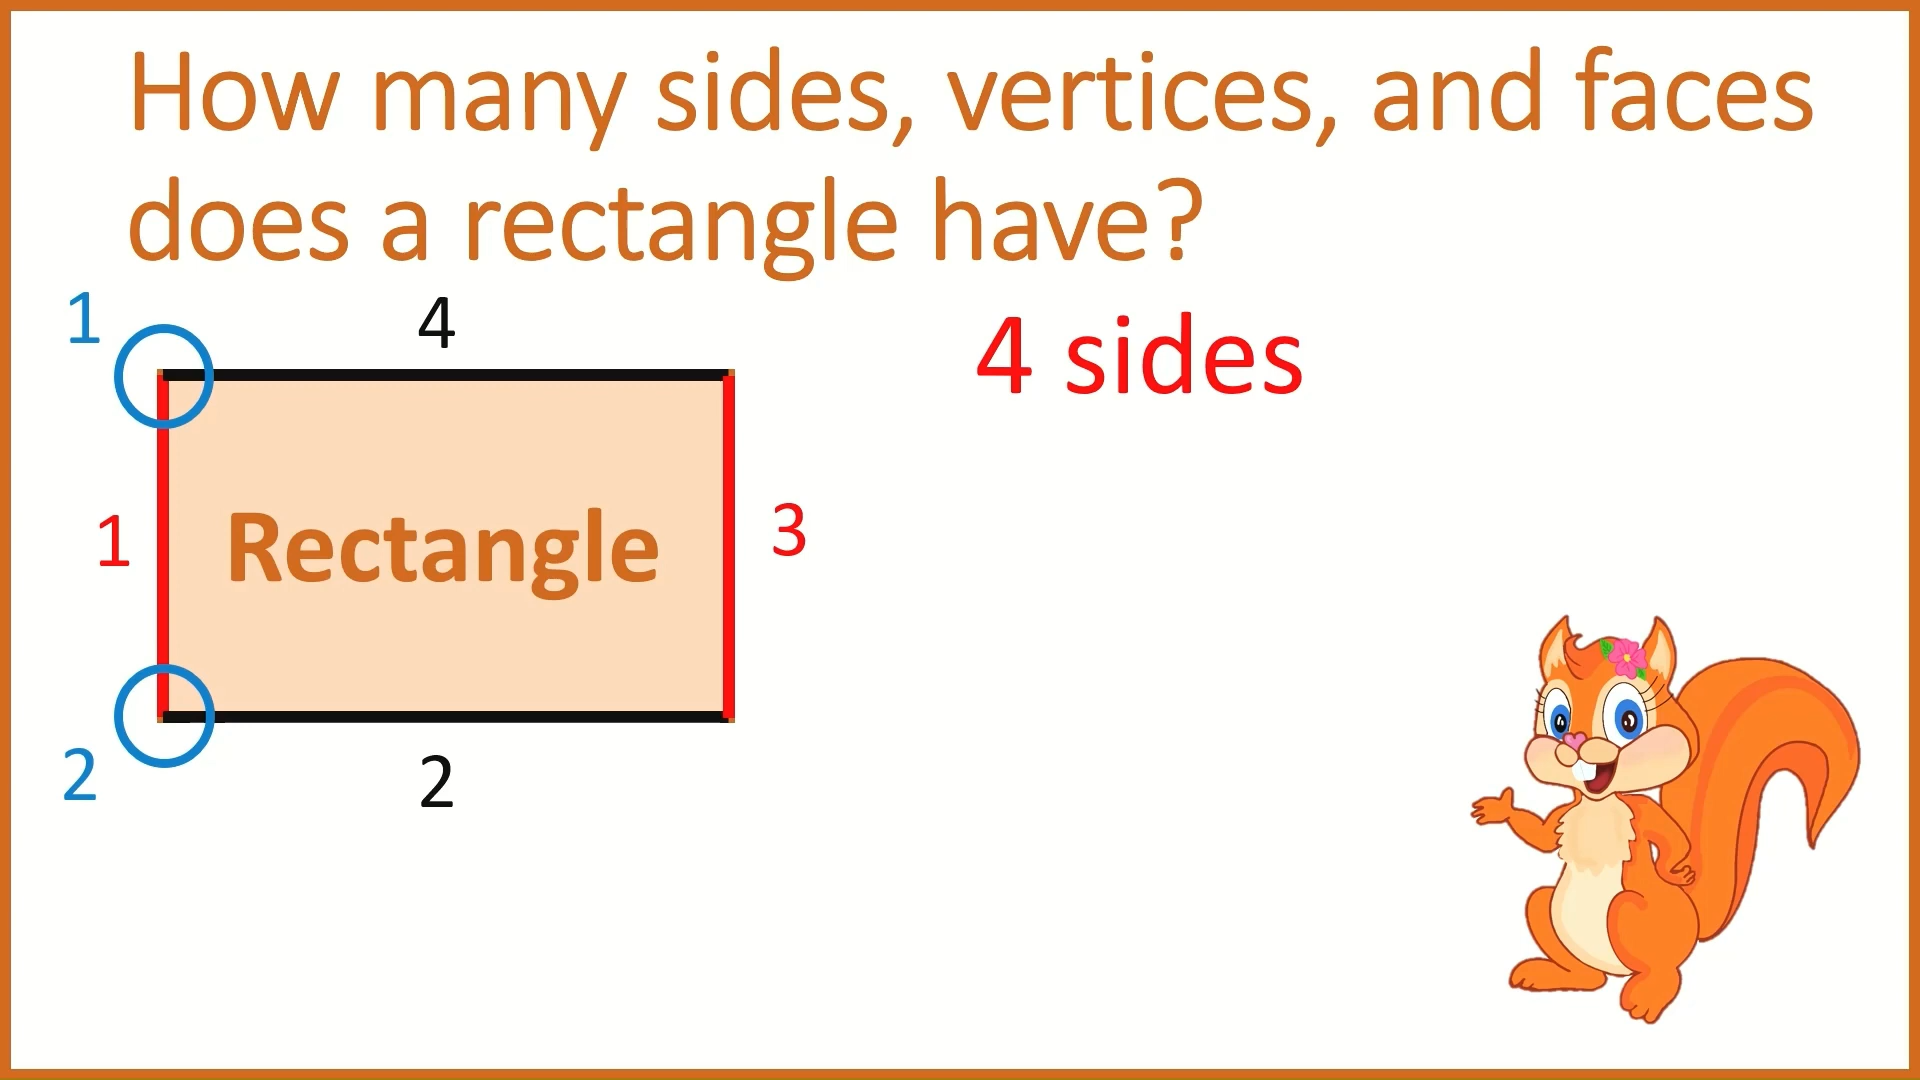 How many sides, vertices, and faces
does a rectangle have?
1
4
4 sides
1
Rectangle
3
2
2